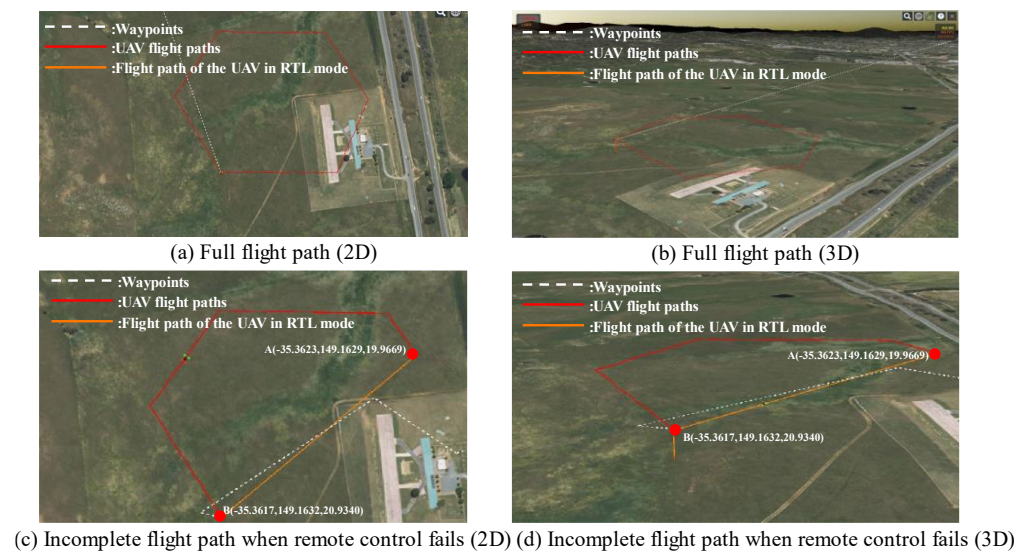 :Waypoints
:UAV flight paths
:Flight path of the UAV in RTL mode
(a) Full flight path (2D)
:Waypoints
:UAV flight paths
:Flight path of the UAV in RTL mode
(b) Full flight path (3D)
:Waypoints
:UAV flight paths
:Flight path of the UAV in RTL mode
A(-35.3623,149.1629,19.9669)
B(-35.3617,149.1632,20.9340)
(c) Incomplete flight path when remote control fails (2D)
:Waypoints
:UAV flight paths
:Flight path of the UAV in RTL mode
A(-35.3623,149.1629,19.9669)
B(-35.3617,149.1632,20.9340)
(d) Incomplete flight path when remote control fails (3D)